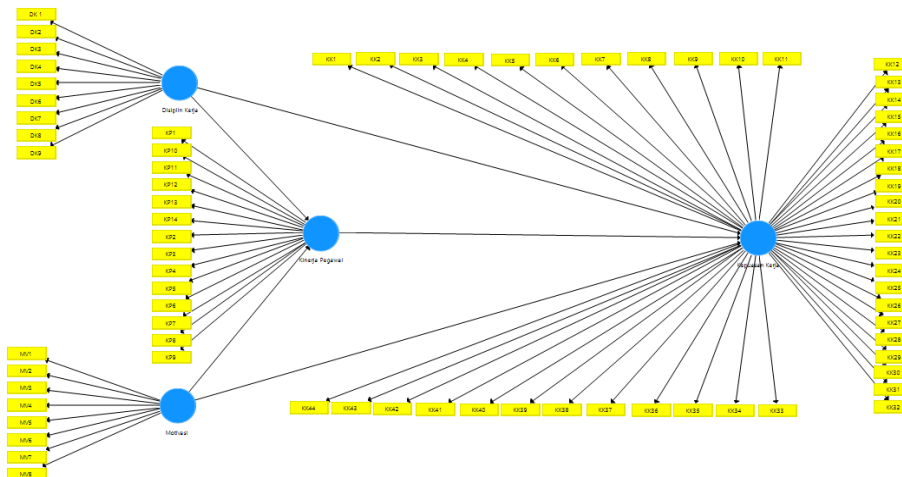 DK 1
DK2
DK3
DK4
DK5
DK6
DK7
DK8
DK9
Disiplin Kerja
KP1
KP10
KP11
KP12
KP13
KP14
KP2
KP3
KP4
KP5
KP6
KP7
KP8
KP9
Kinerja Pegawai
MV1
MV2
MV3
MV4
MV5
MV6
MV7
MV8
Motivasi
KK1
KK2
KK3
KK4
KK5
KK6
KK7
KK8
KK9
KK10
KK11
KK12
KK13
KK14
KK15
KK16
KK17
KK18
KK19
KK20
KK21
KK22
KK23
KK24
KK25
KK26
KK27
KK28
KK29
KK30
KK31
KK32
Kepuasan Kerja
KK44
KK43
KK42
KK41
KK40
KK39
KK38
KK37
KK36
KK35
KK34
KK33